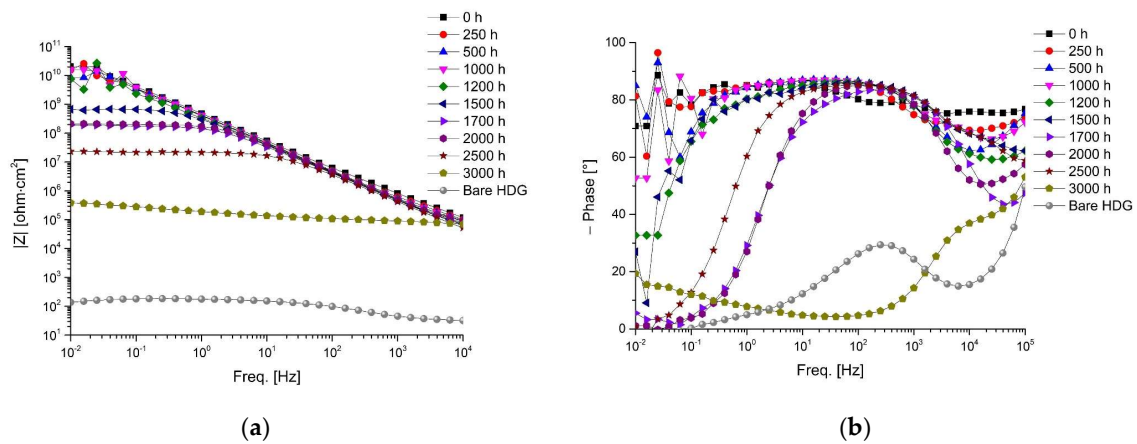 0 h
250 h
500 h
1000 h
1200 h
1500 h
1700 h
2000 h
2500 h
3000 h
Bare HDG
|Z| [ohm·cm²]
10¹¹
10¹⁰
10⁹
10⁸
10⁷
10⁶
10⁵
10⁴
10³
10²
10¹
10⁻² 10⁻¹ 10⁰ 10¹ 10² 10³ 10⁴
Freq. [Hz]
(a)
0 h
250 h
500 h
1000 h
1200 h
1500 h
1700 h
2000 h
2500 h
3000 h
Bare HDG
− Phase [°]
100
80
60
40
20
0
10⁻² 10⁻¹ 10⁰ 10¹ 10² 10³ 10⁴ 10⁵
Freq. [Hz]
(b)